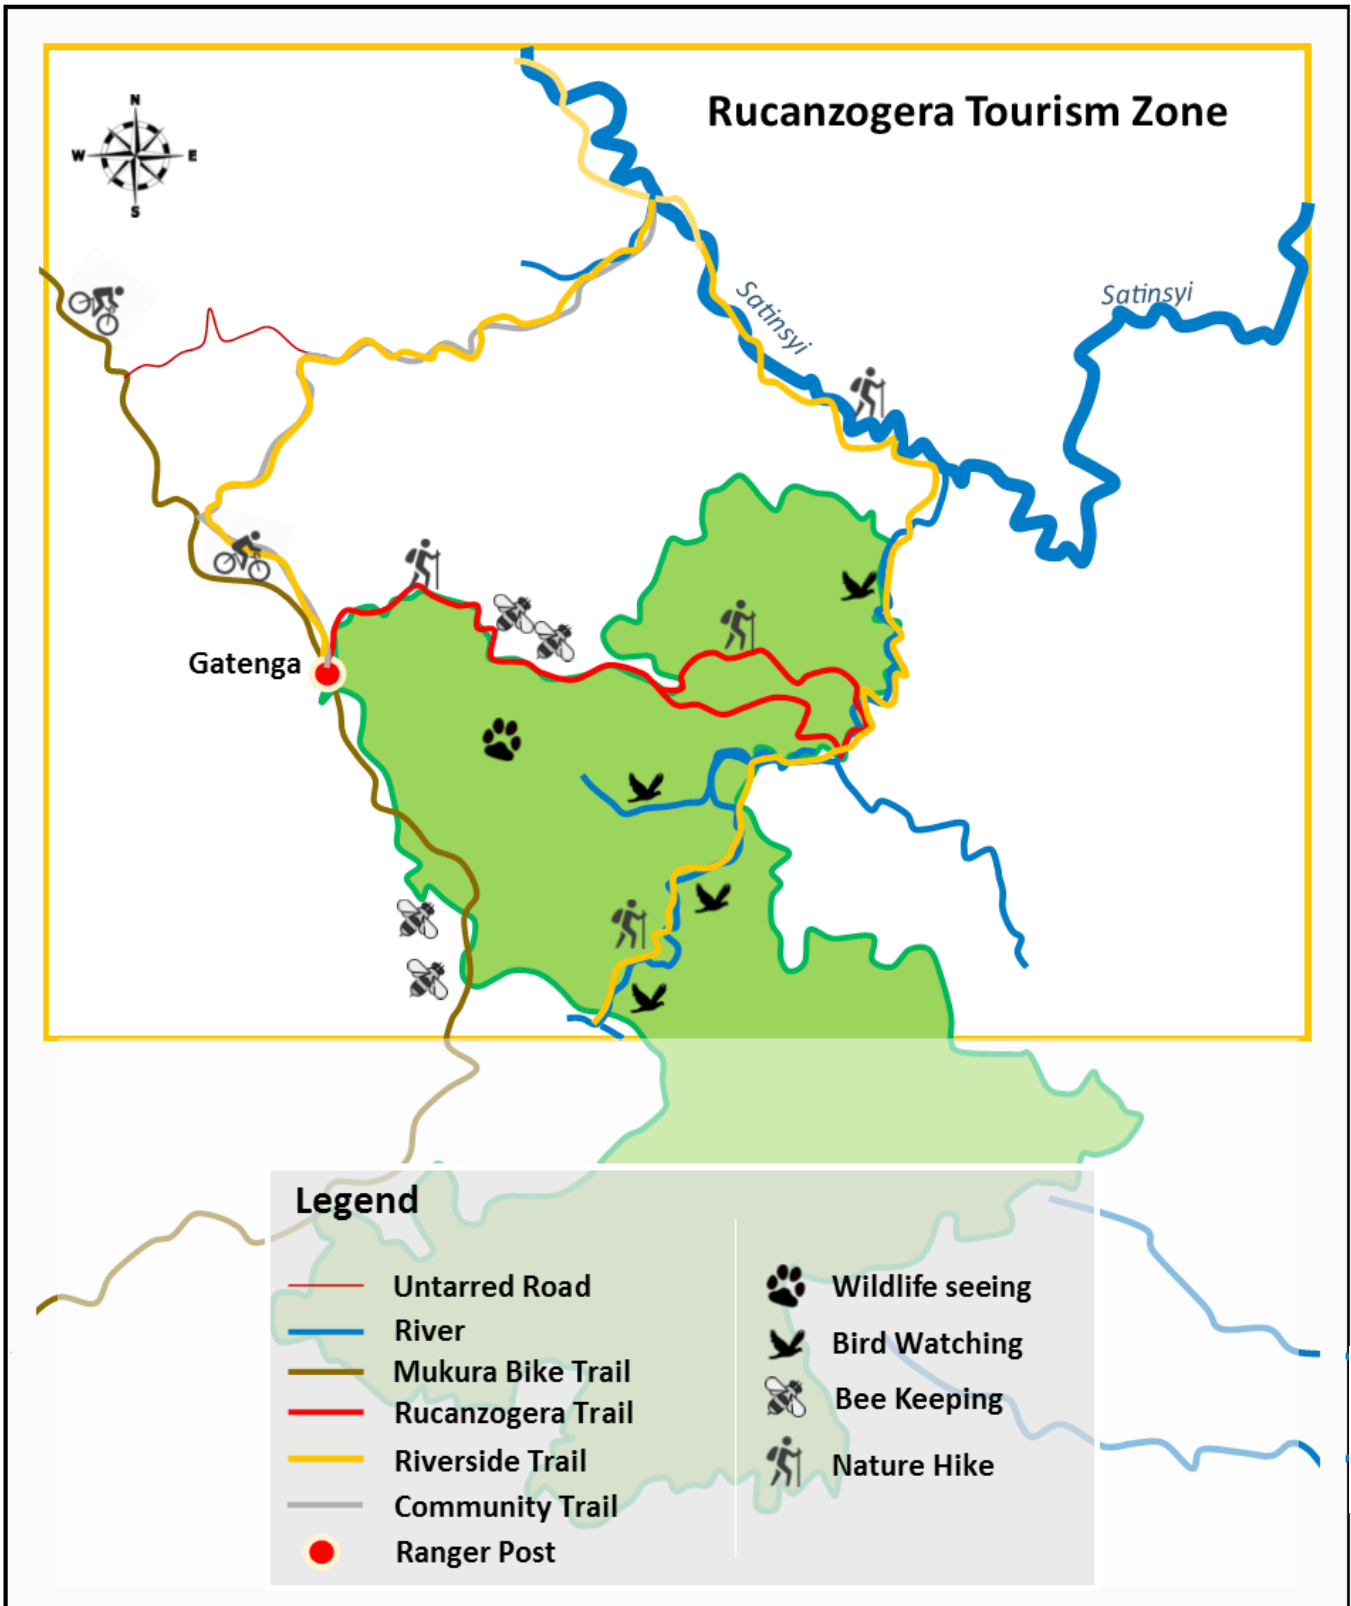 Rucanzogera Tourism Zone
N
W E
S
Satinsyi
Satinsyi
Gatenga
Legend
Untarred Road
River
Mukura Bike Trail
Rucanzogera Trail
Riverside Trail
Community Trail
Ranger Post
Wildlife seeing
Bird Watching
Bee Keeping
Nature Hike